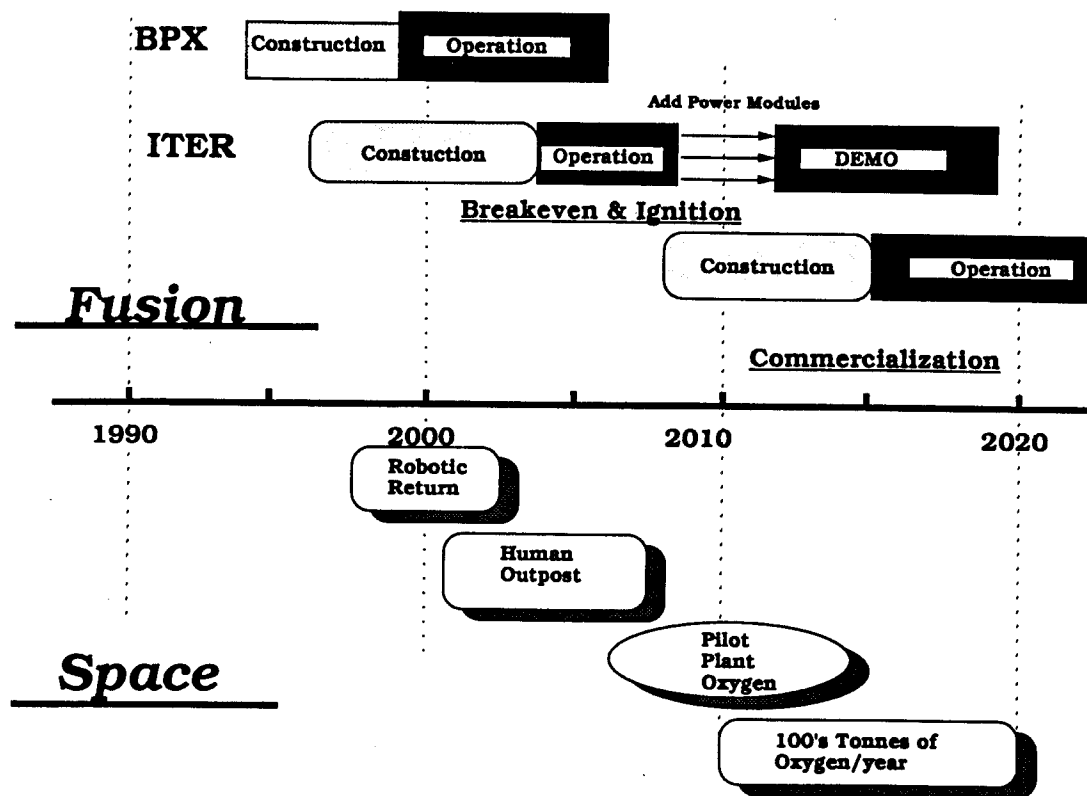 BPX
Construction
Operation
Add Power Modules
ITER
Constuction
Operation
DEMO
Breakeven & Ignition
Construction
Operation
Fusion
Commercialization
1990
2000
2010
2020
Robotic
Return
Human
Outpost
Pilot
Plant
Oxygen
Space
100's Tonnes of
Oxygen/year